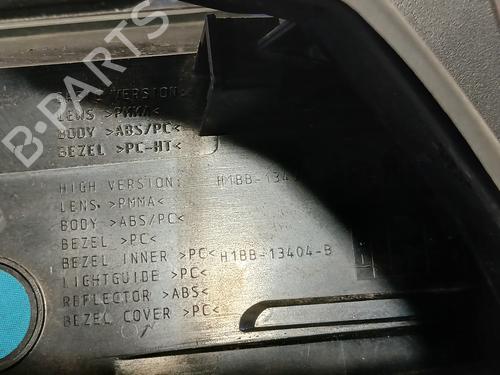 B-PARTS
VERSION:
LENS >PMMA<
BODY >ABS/PC<
BEZEL >PC-HT<
HIGH VERSION:
LENS >PMMA<
BODY >ABS/PC<
BEZEL >PC<
BEZEL INNER >PC< H1BB-13404-B
LIGHTGUIDE >PC<
REFLECTOR >ABS<
BEZEL COVER >PC<